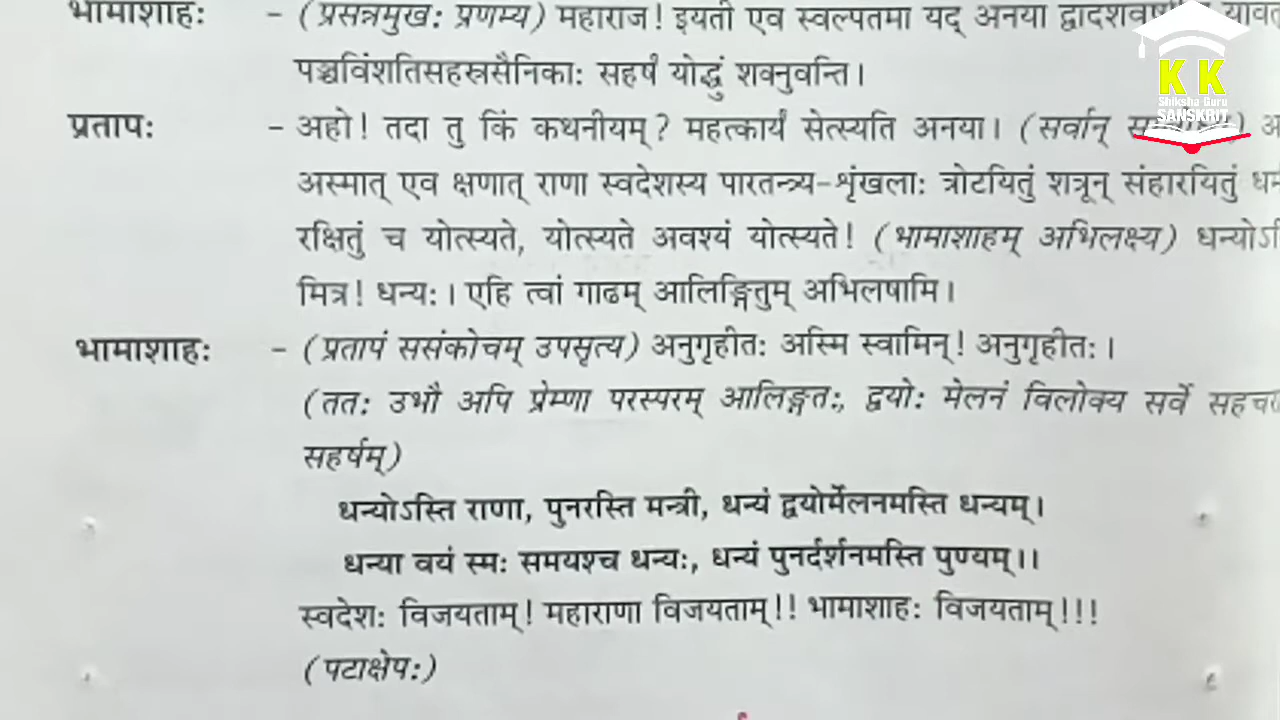 भामाशाहः - (प्रसन्नमुखः प्रणम्य) महाराज! इयती एव स्वल्पतमा यद् अनया
पञ्चविंशतिसहस्रसैनिकाः सहर्षं योद्धुं शक्नुवन्ति।
प्रतापः - अहो! तदा तु किं कथनीयम्? महत्कार्यं सेत्स्यति अनया। (सर्वान्
अस्मात् एव क्षणात् राणा स्वदेशस्य पारतन्त्र्य-शृंखलाः त्रोटयितुं शत्रून् संहारयितुं
रक्षितुं च योत्स्यते, योत्स्यते अवश्यं योत्स्यते! (भामाशाहम् अभिलक्ष्य)
मित्र! धन्यः। एहि त्वां गाढम् आलिङ्गितुम् अभिलषामि।
भामाशाहः - (प्रतापं ससंकोचम् उपसृत्य) अनुगृहीतः अस्मि स्वामिन्! अनुगृहीतः।
(ततः उभौ अपि प्रेम्णा परस्परम् आलिङ्गतः, द्वयोः मेलनं विलोक्य सर्वे
सहर्षम्)
धन्योऽस्ति राणा, पुनरस्ति मन्त्री, धन्यं द्वयोर्मेलनमस्ति धन्यम्।
धन्या वयं स्मः समयश्च धन्यः, धन्यं पुनर्दर्शनमस्ति पुण्यम्।।
स्वदेशः विजयताम्! महाराणा विजयताम्!! भामाशाहः विजयताम्!!!
(पटाक्षेपः)
K K
Shiksha Guru
SANSKRIT